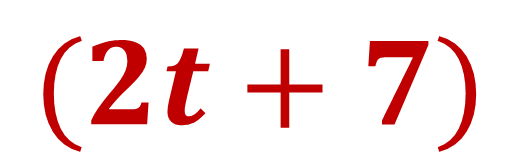 (2t + 7)